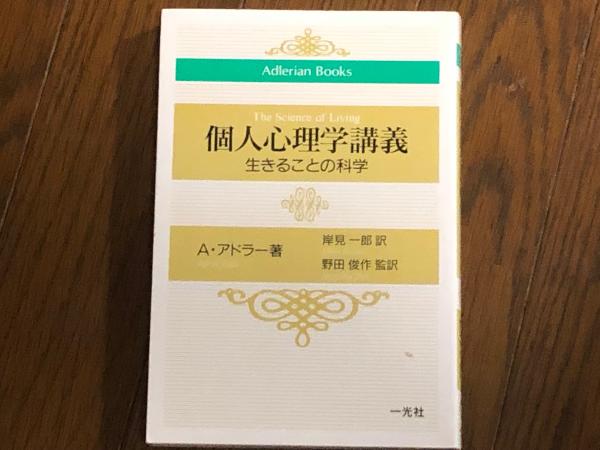 Adlerian Books
The Science of Living
個人心理学講義
生きることの科学
A・アドラー著
岸見 一郎 訳
野田 俊作 監訳
一光社